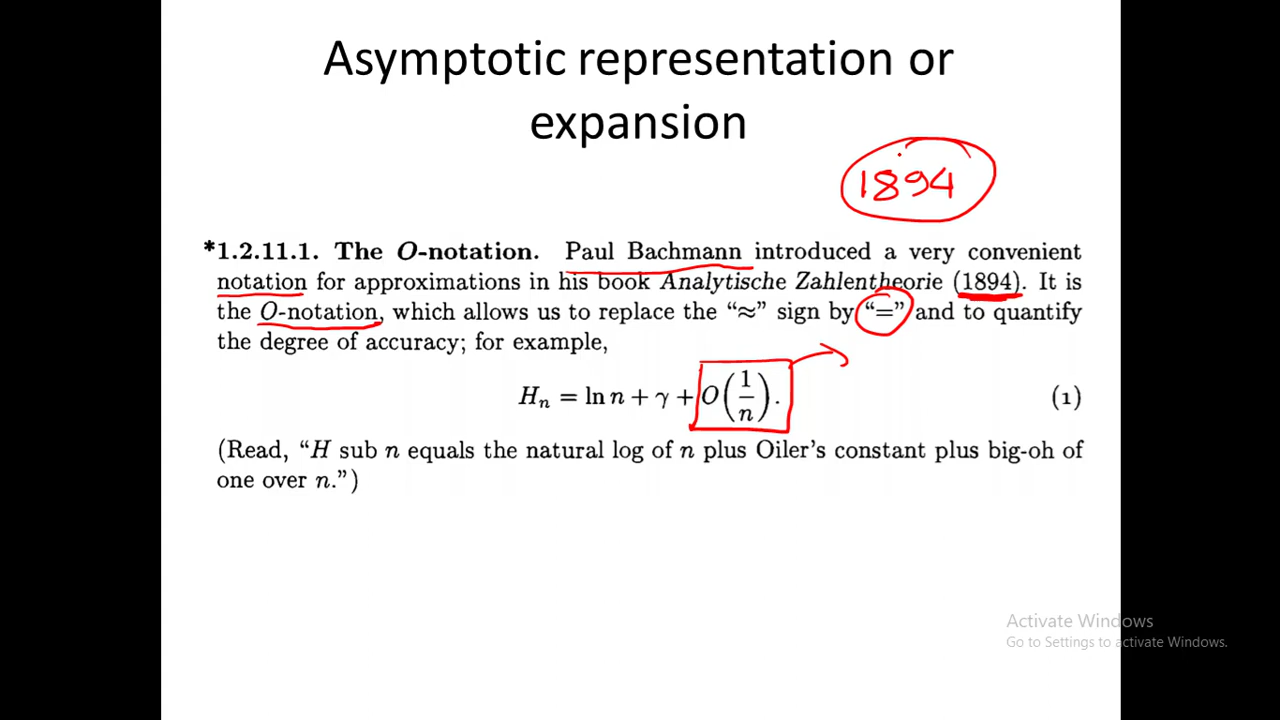 Asymptotic representation or
expansion
1894
*1.2.11.1. The O-notation. Paul Bachmann introduced a very convenient
notation for approximations in his book Analytische Zahlentheorie (1894). It is
the O-notation, which allows us to replace the “≈” sign by “=” and to quantify
the degree of accuracy; for example,
Hₙ = ln n + γ + O(1/n). (1)
(Read, “H sub n equals the natural log of n plus Oiler’s constant plus big-oh of
one over n.”)
Activate Windows
Go to Settings to activate Windows.